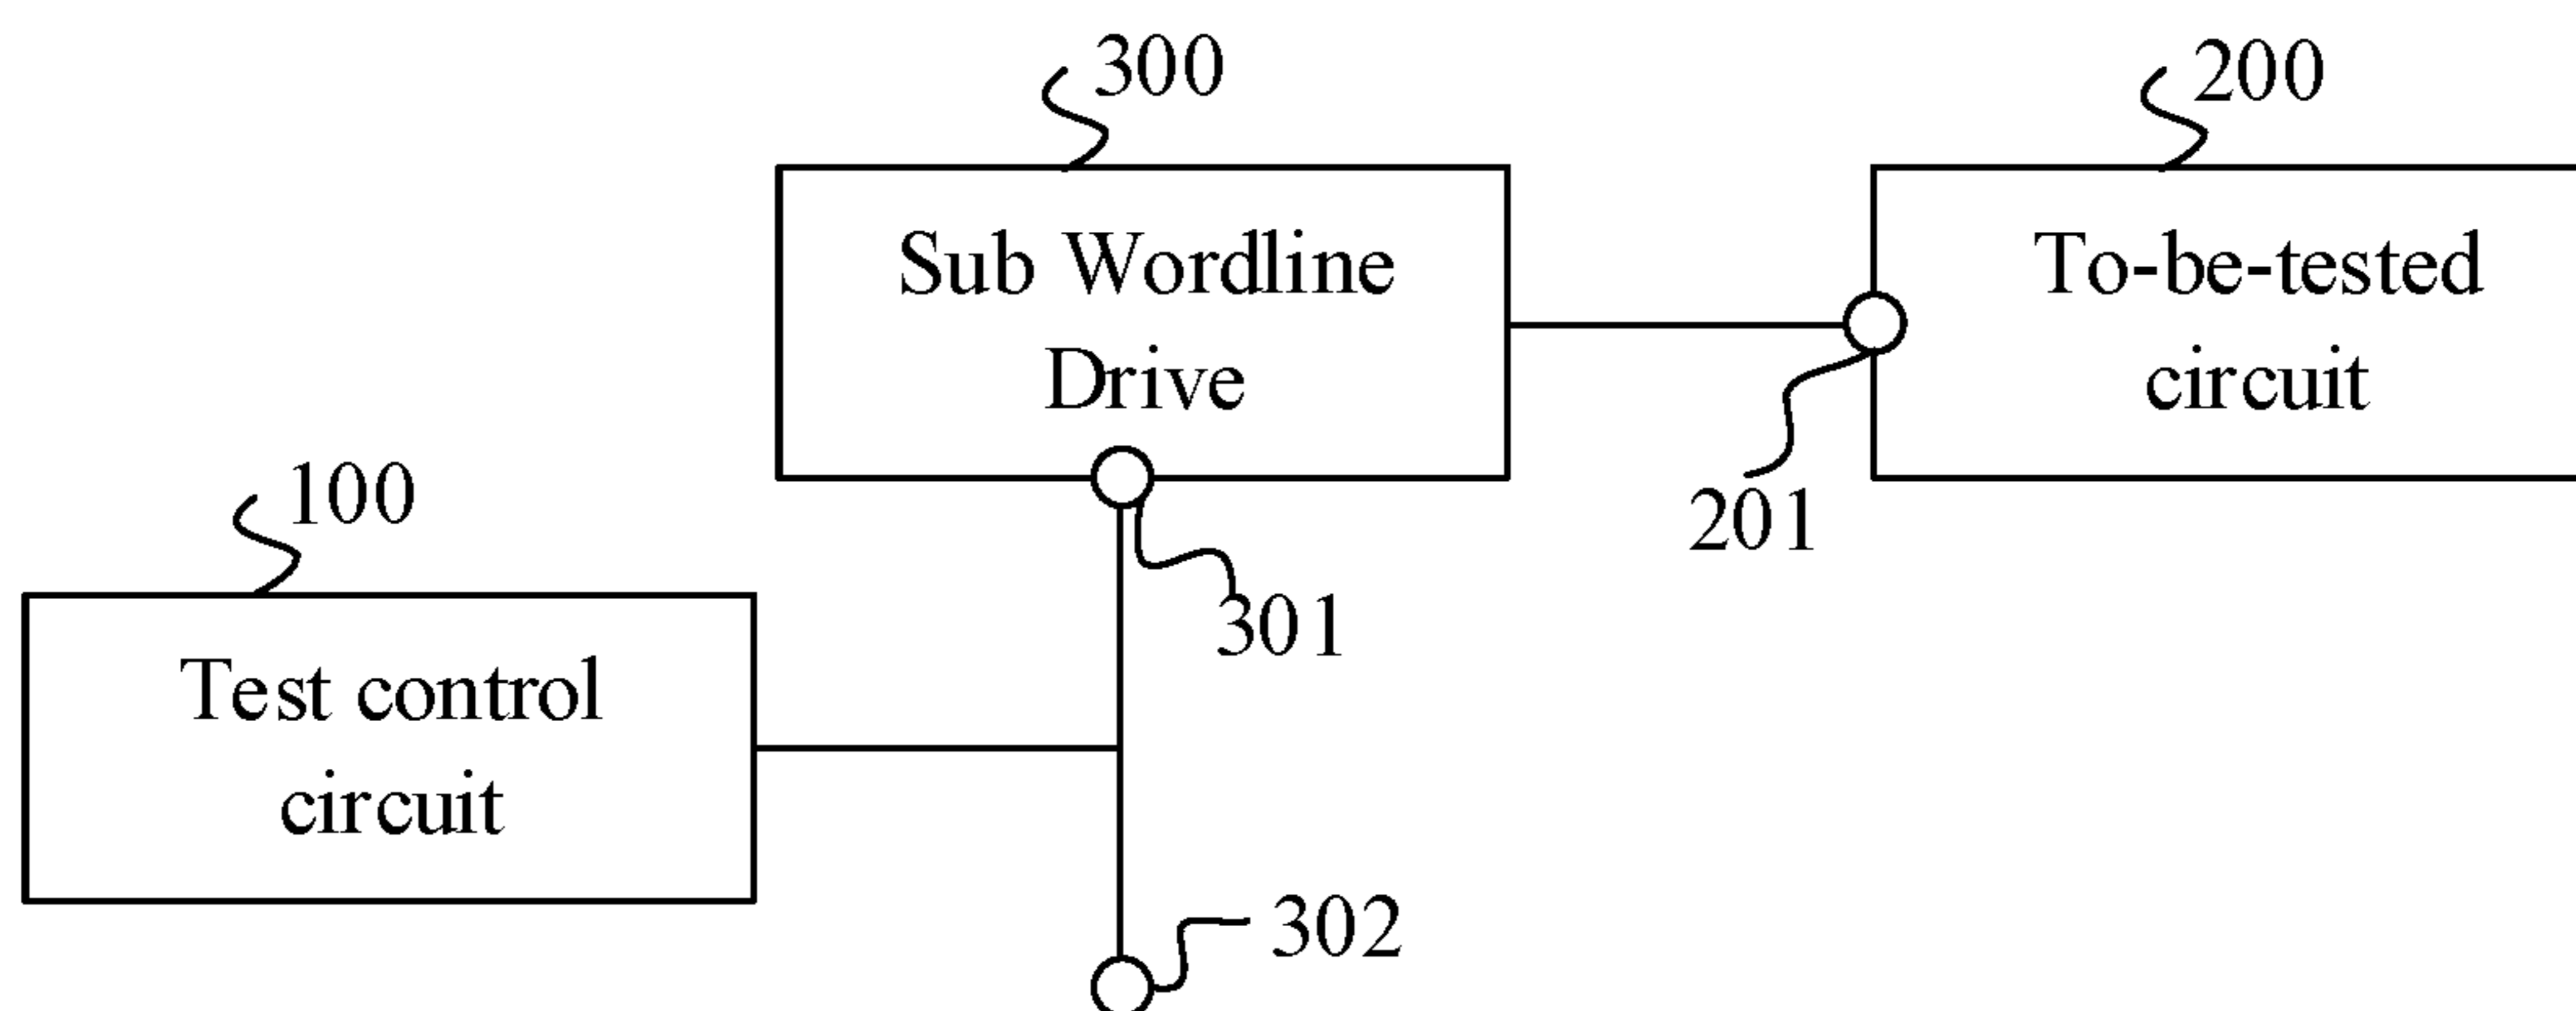 300
200
Sub Wordline
Drive
To-be-tested
circuit
201
100
301
Test control
circuit
302